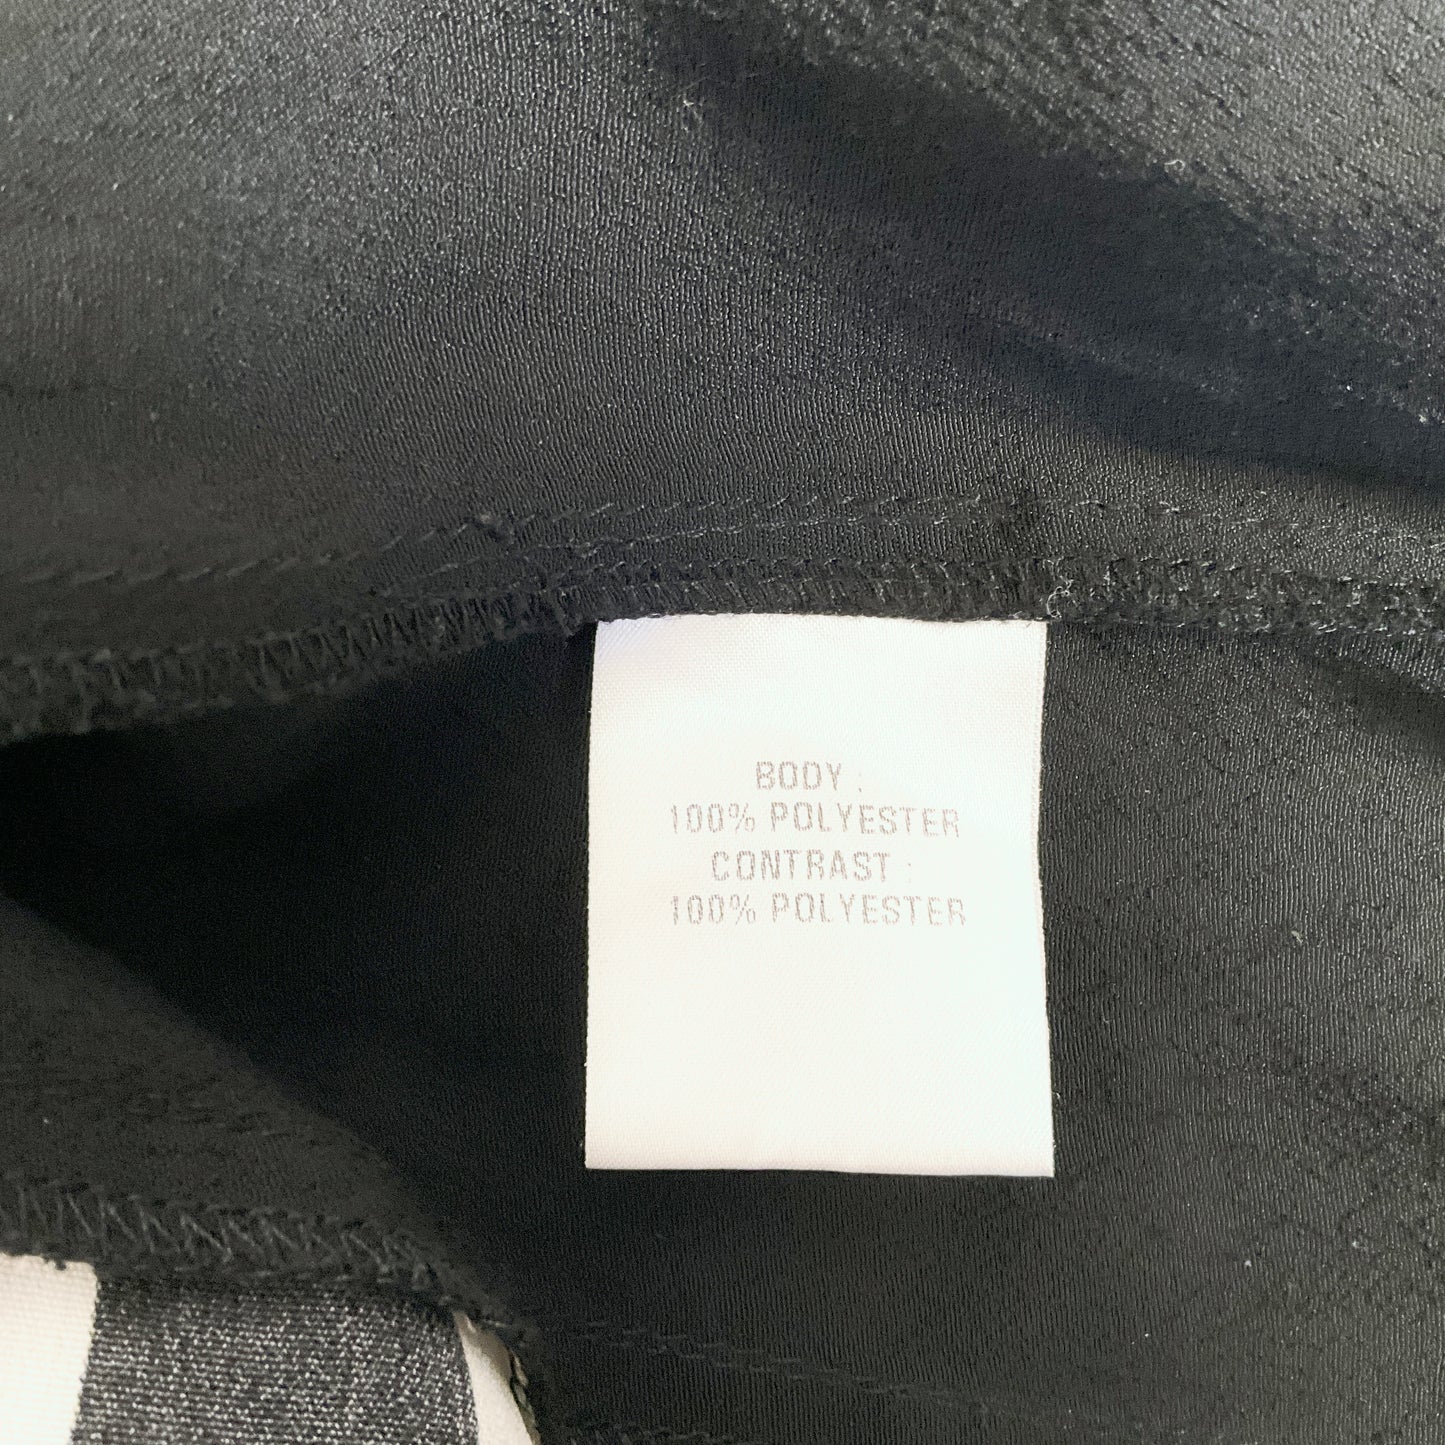 BODY :
100% POLYESTER
CONTRAST :
100% POLYESTER